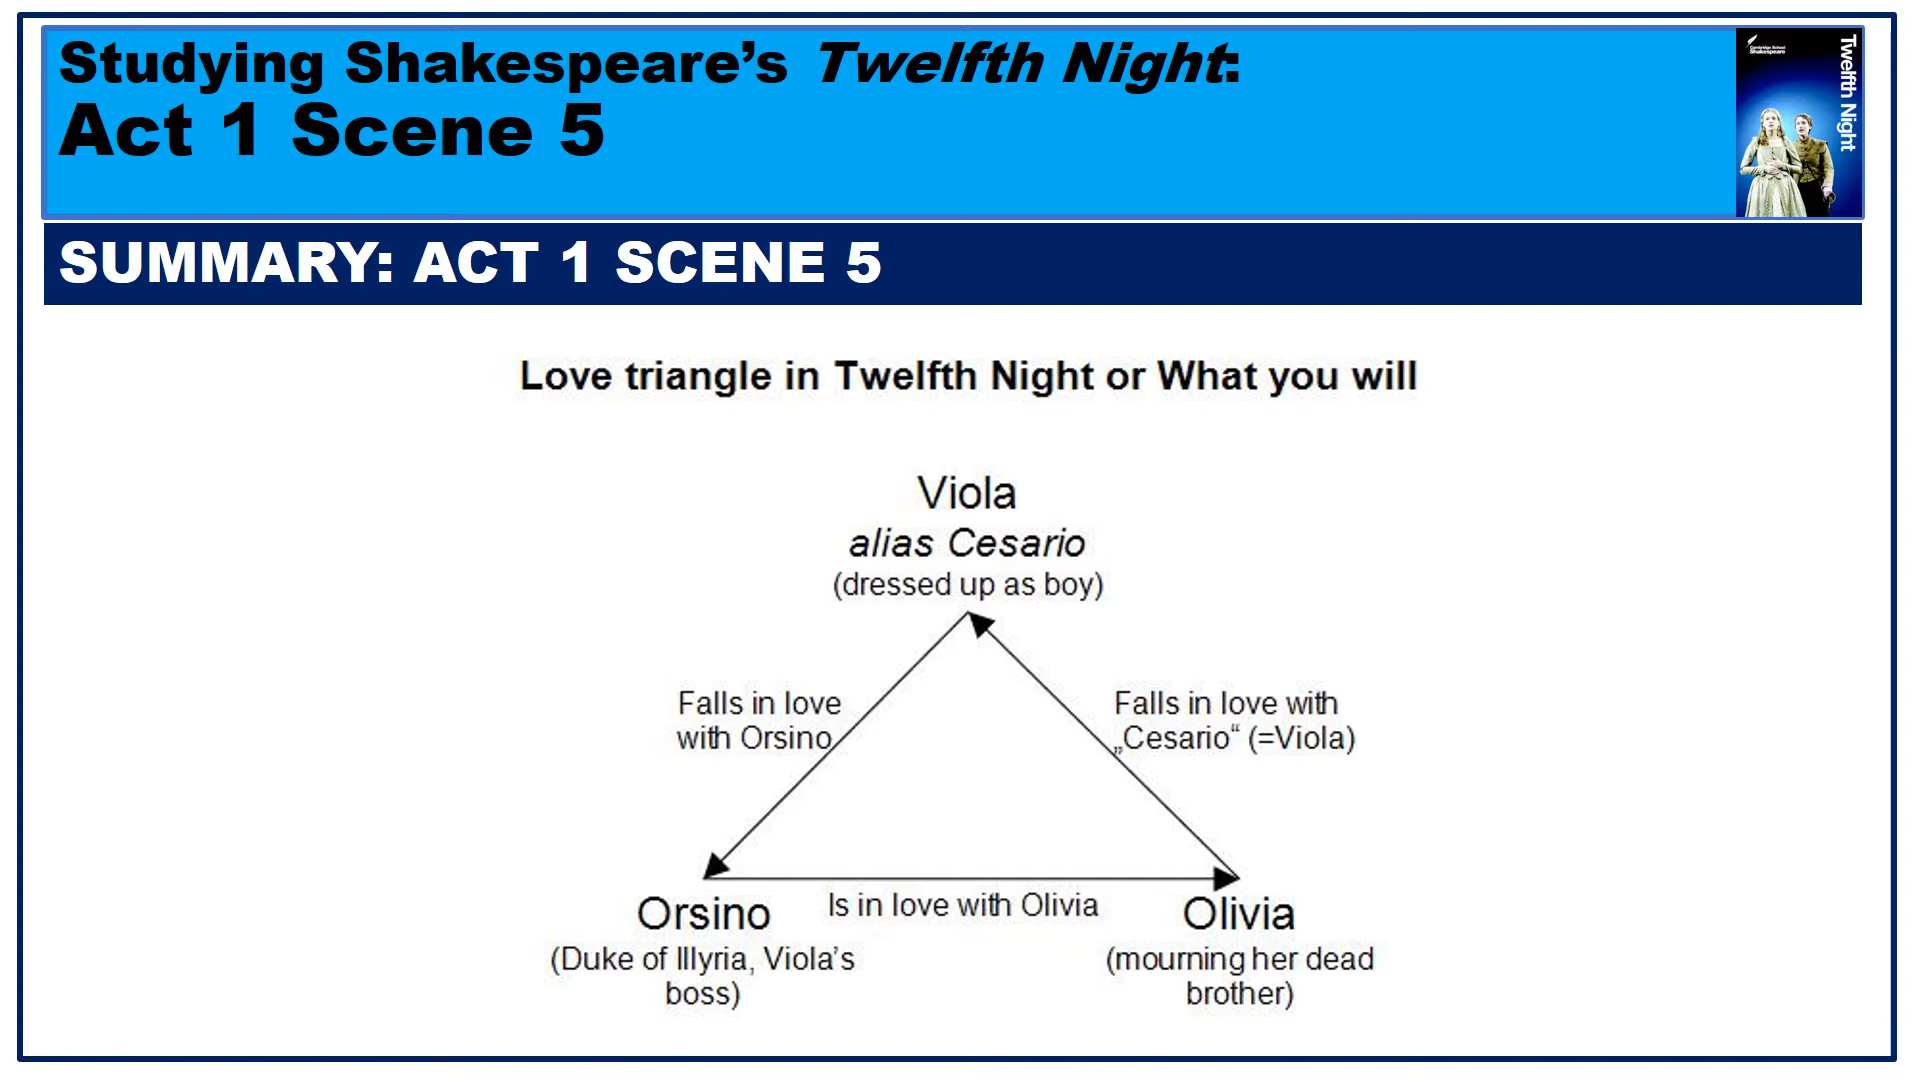 Studying Shakespeare’s Twelfth Night:
Act 1 Scene 5
Cambridge School
Shakespeare
Twelfth Night
SUMMARY: ACT 1 SCENE 5
Love triangle in Twelfth Night or What you will
Viola
alias Cesario
(dressed up as boy)
Falls in love
with Orsino
Falls in love with
„Cesario“ (=Viola)
Is in love with Olivia
Orsino
(Duke of Illyria, Viola’s
boss)
Olivia
(mourning her dead
brother)